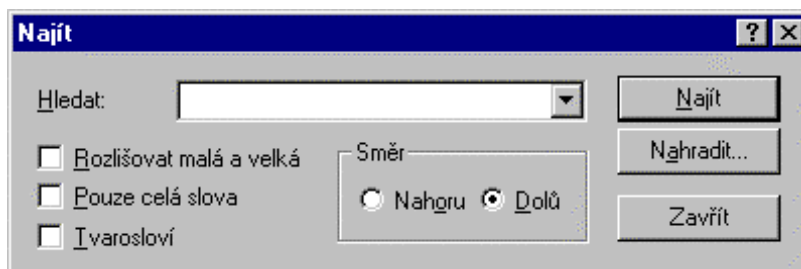 Najít
Hledat:
Najít
Rozlišovat malá a velká
Směr
Nahradit...
Pouze celá slova
Nahoru
Dolů
Zavřít
Tvarosloví